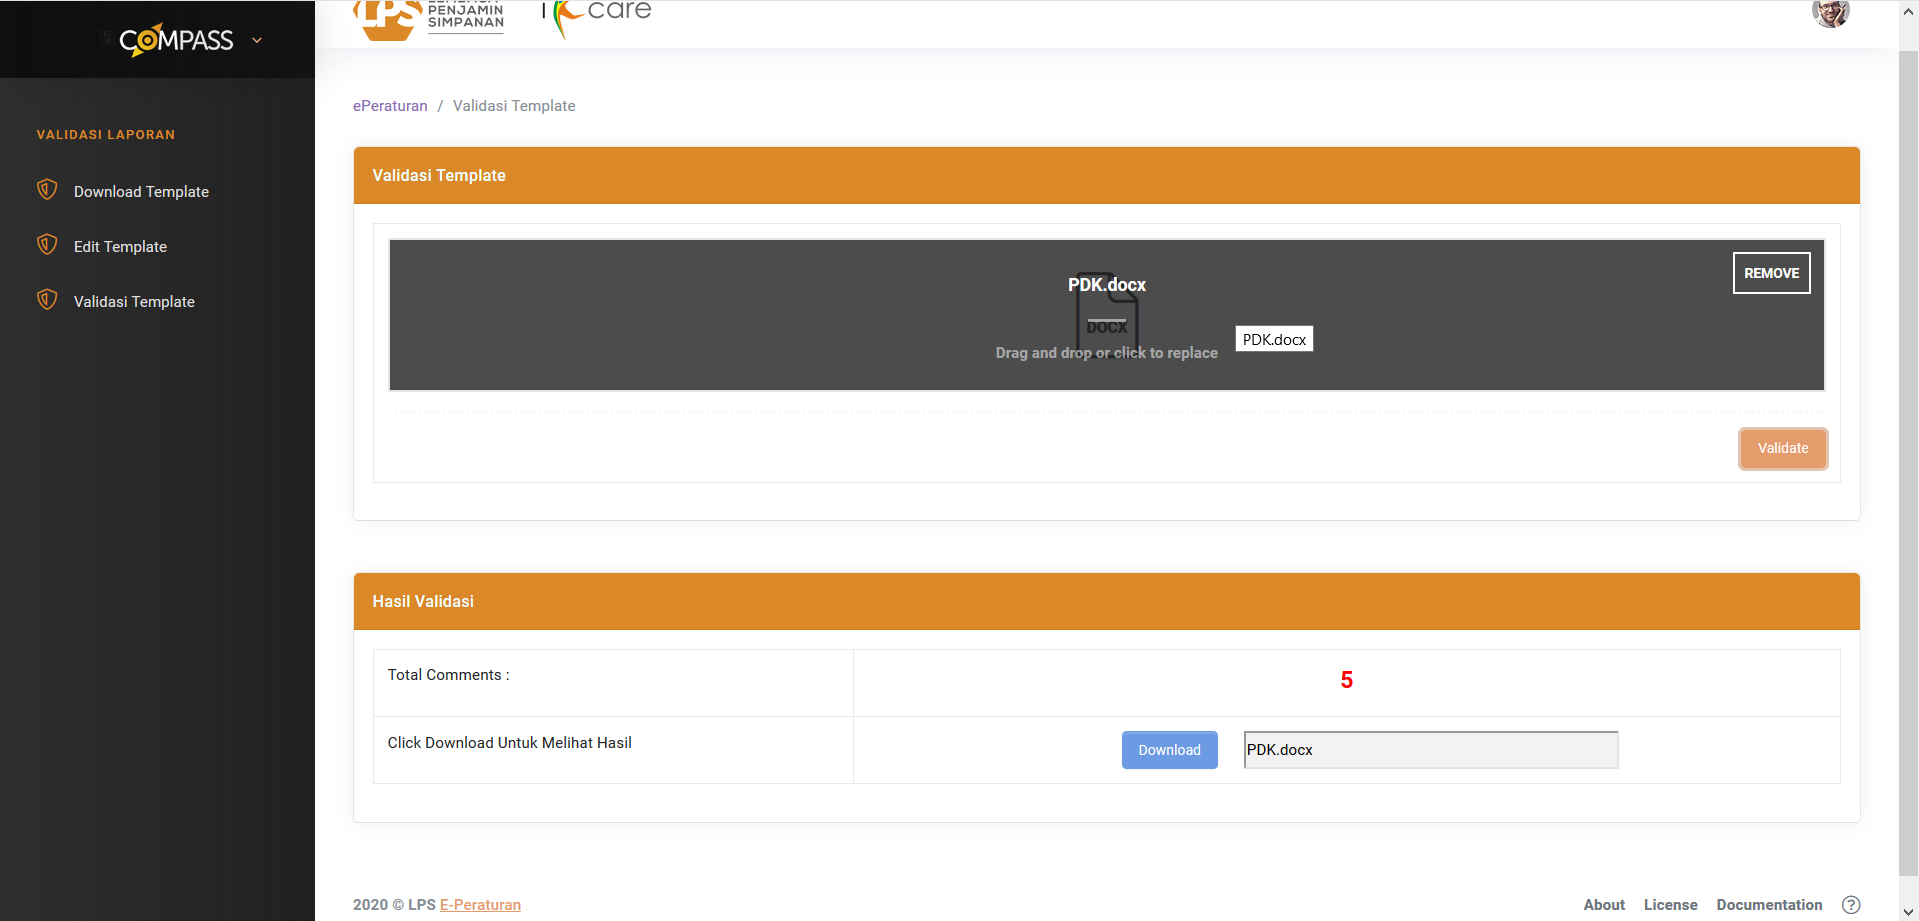 COMPASS
LEMBAGA
PENJAMIN
SIMPANAN
LPS
care
VALIDASI LAPORAN
Download Template
Edit Template
Validasi Template
ePeraturan / Validasi Template
Validasi Template
REMOVE
PDK.docx
DOCX
Drag and drop or click to replace
PDK.docx
Validate
Hasil Validasi
Total Comments :
5
Click Download Untuk Melihat Hasil
Download
PDK.docx
2020 © LPS E-Peraturan
About
License
Documentation
?